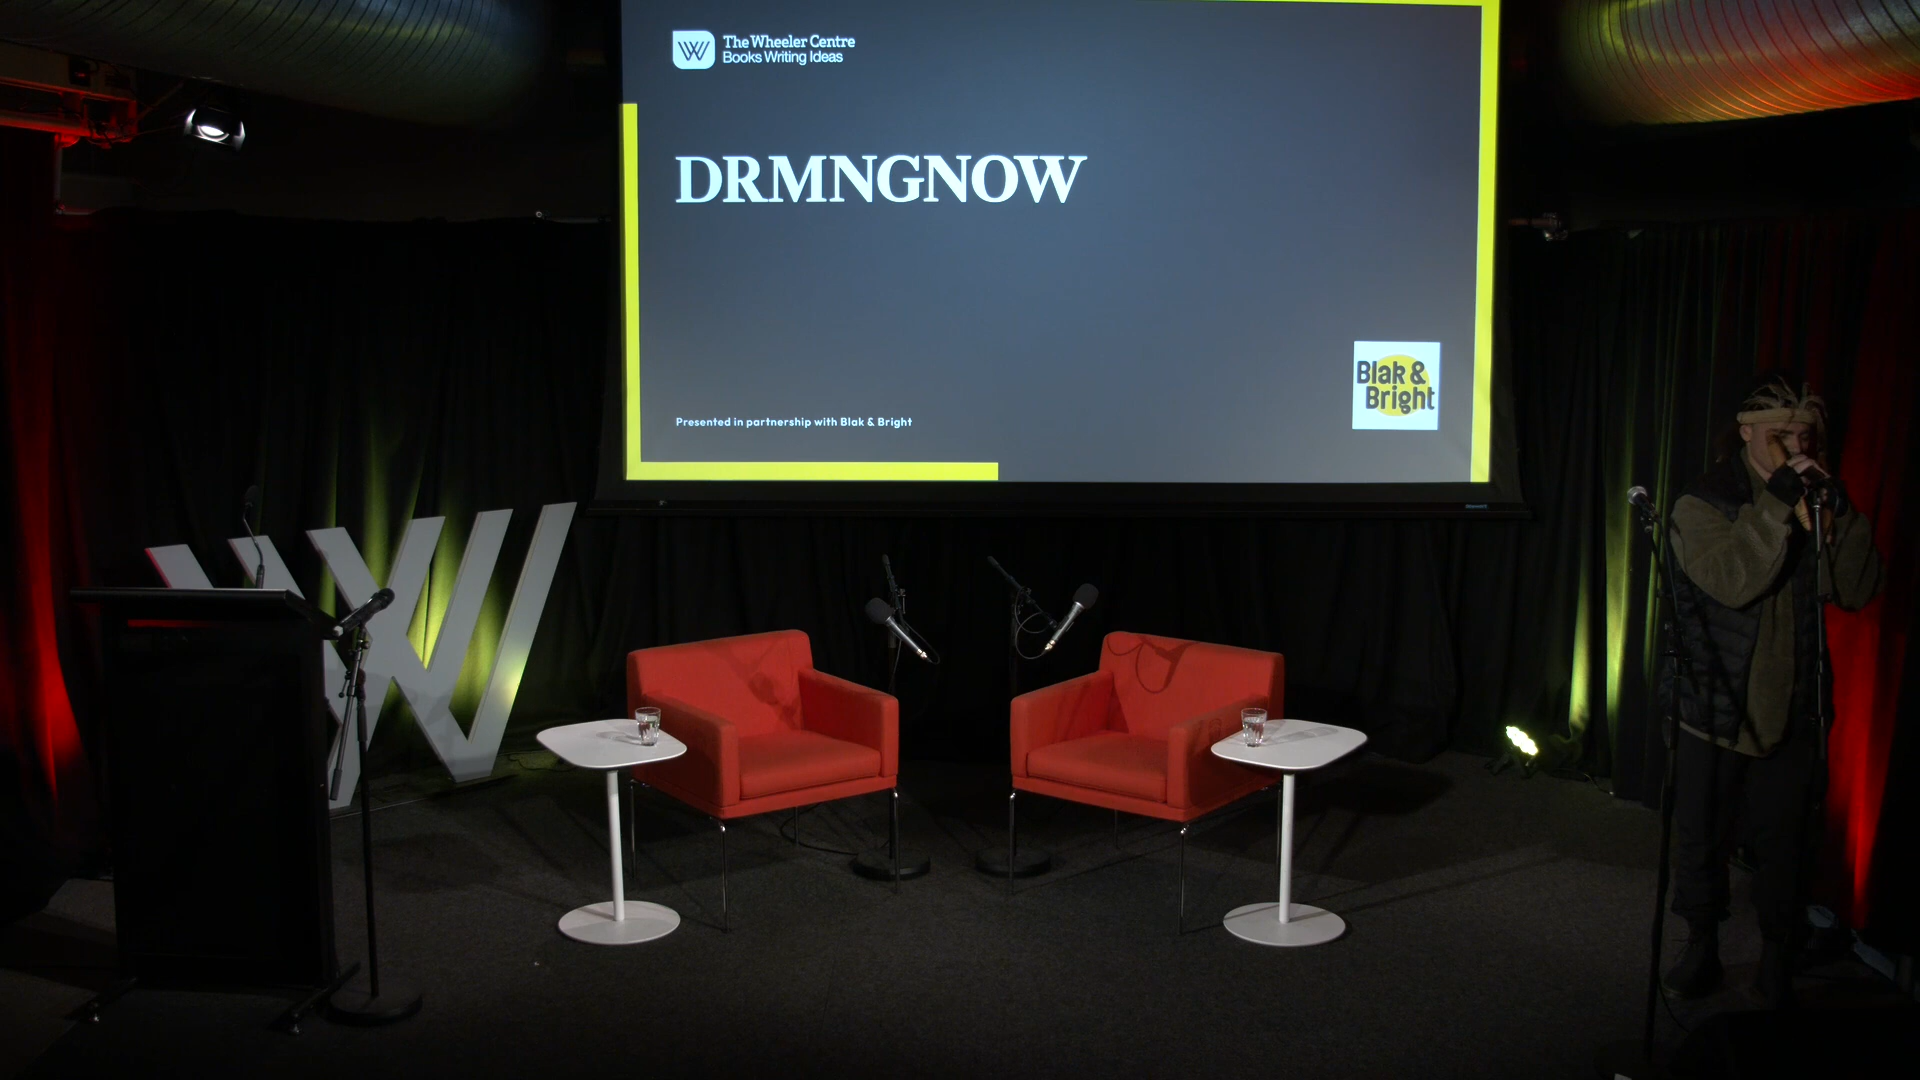 The Wheeler Centre
Books Writing Ideas
DRMNGNOW
Blak &
Bright
Presented in partnership with Blak & Bright